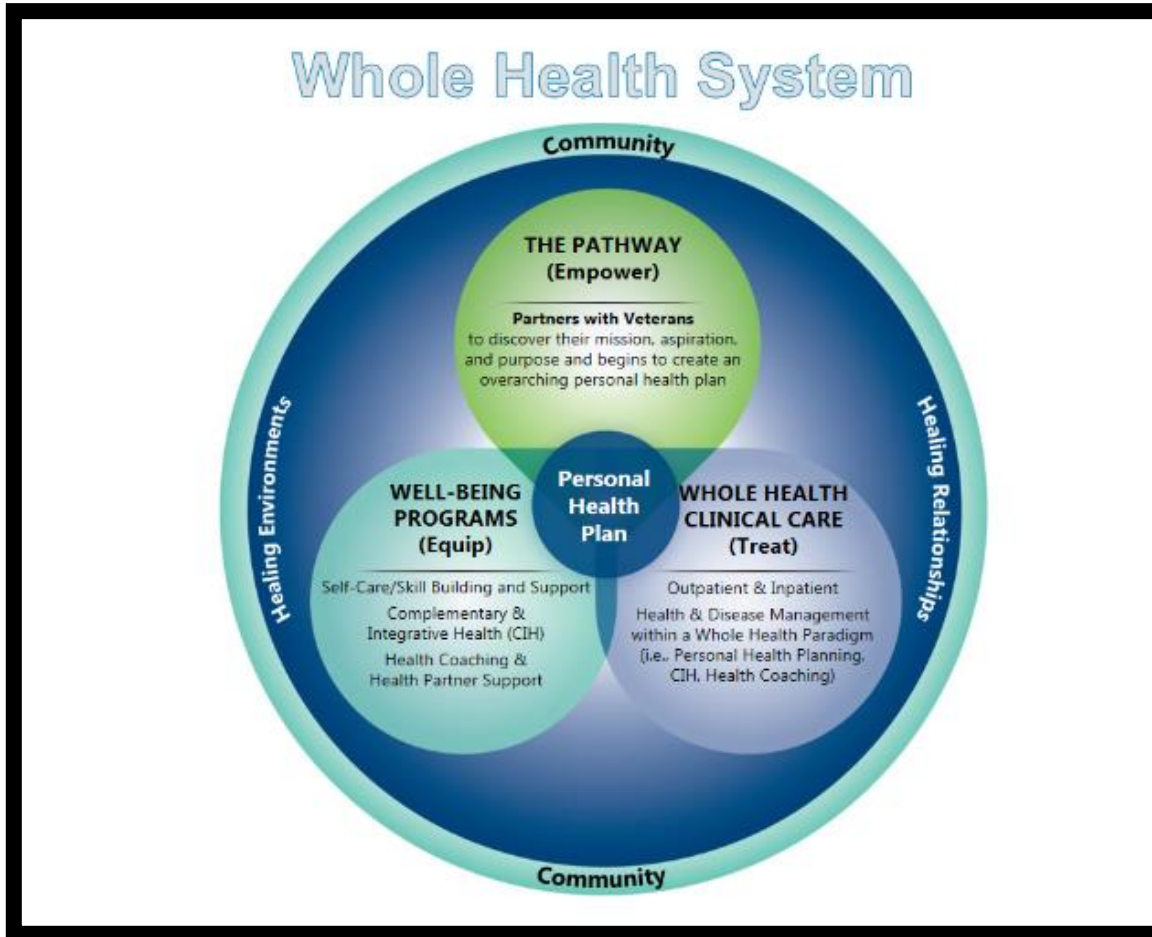 Whole Health System
Community
THE PATHWAY
(Empower)
Partners with Veterans
to discover their mission, aspiration,
and purpose and begins to create an
overarching personal health plan
Healing Environments
Healing Relationships
Personal
Health
Plan
WELL-BEING
PROGRAMS
(Equip)
Self-Care/Skill Building and Support
Complementary &
Integrative Health (CIH)
Health Coaching &
Health Partner Support
WHOLE HEALTH
CLINICAL CARE
(Treat)
Outpatient & Inpatient
Health & Disease Management
within a Whole Health Paradigm
(i.e., Personal Health Planning,
CIH, Health Coaching)
Community